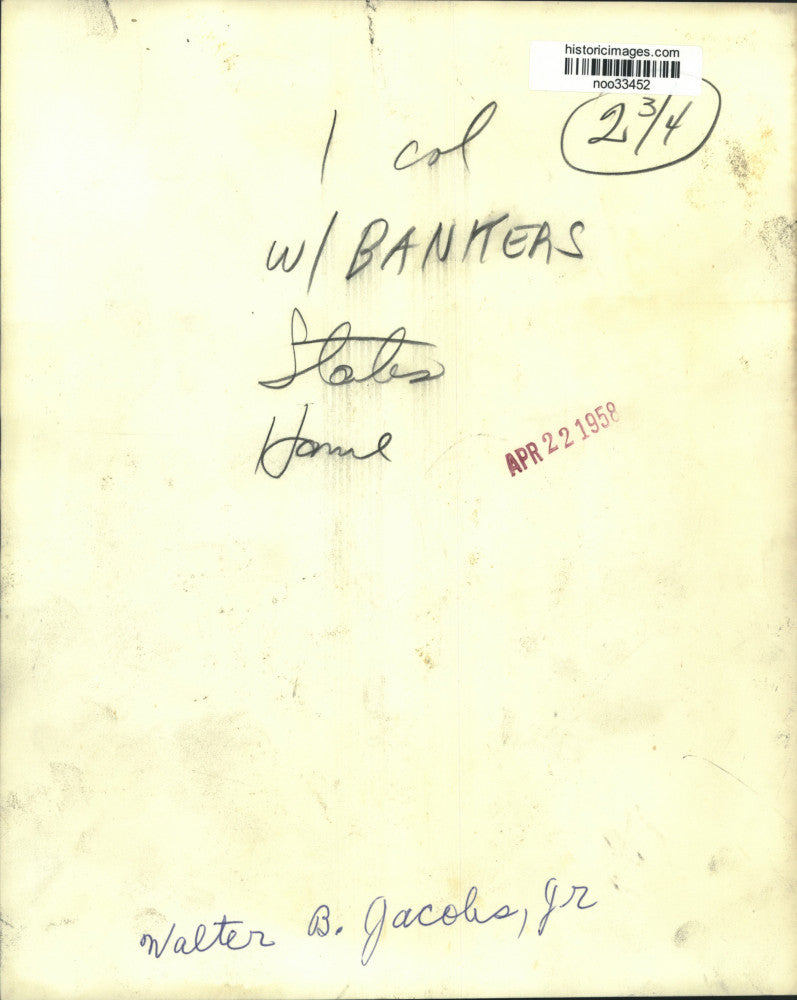 historicimages.com
noo33452
1 col 2 3/4
w/ BANKERS
States
Home
APR 22 1958
Walter B. Jacobs, Jr